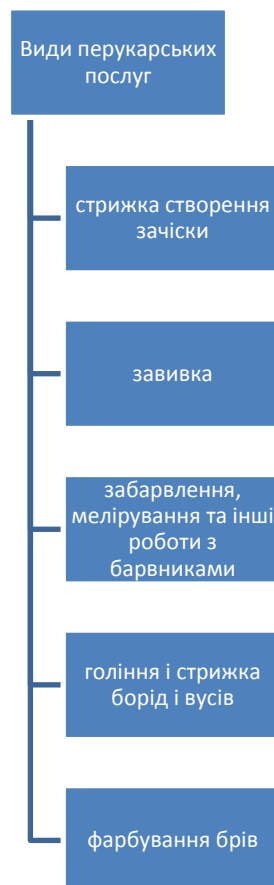 Види перукарських
послуг
стрижка створення
зачіски
завивка
забарвлення,
мелірування та інші
роботи з
барвниками
гоління і стрижка
борід і вусів
фарбування брів